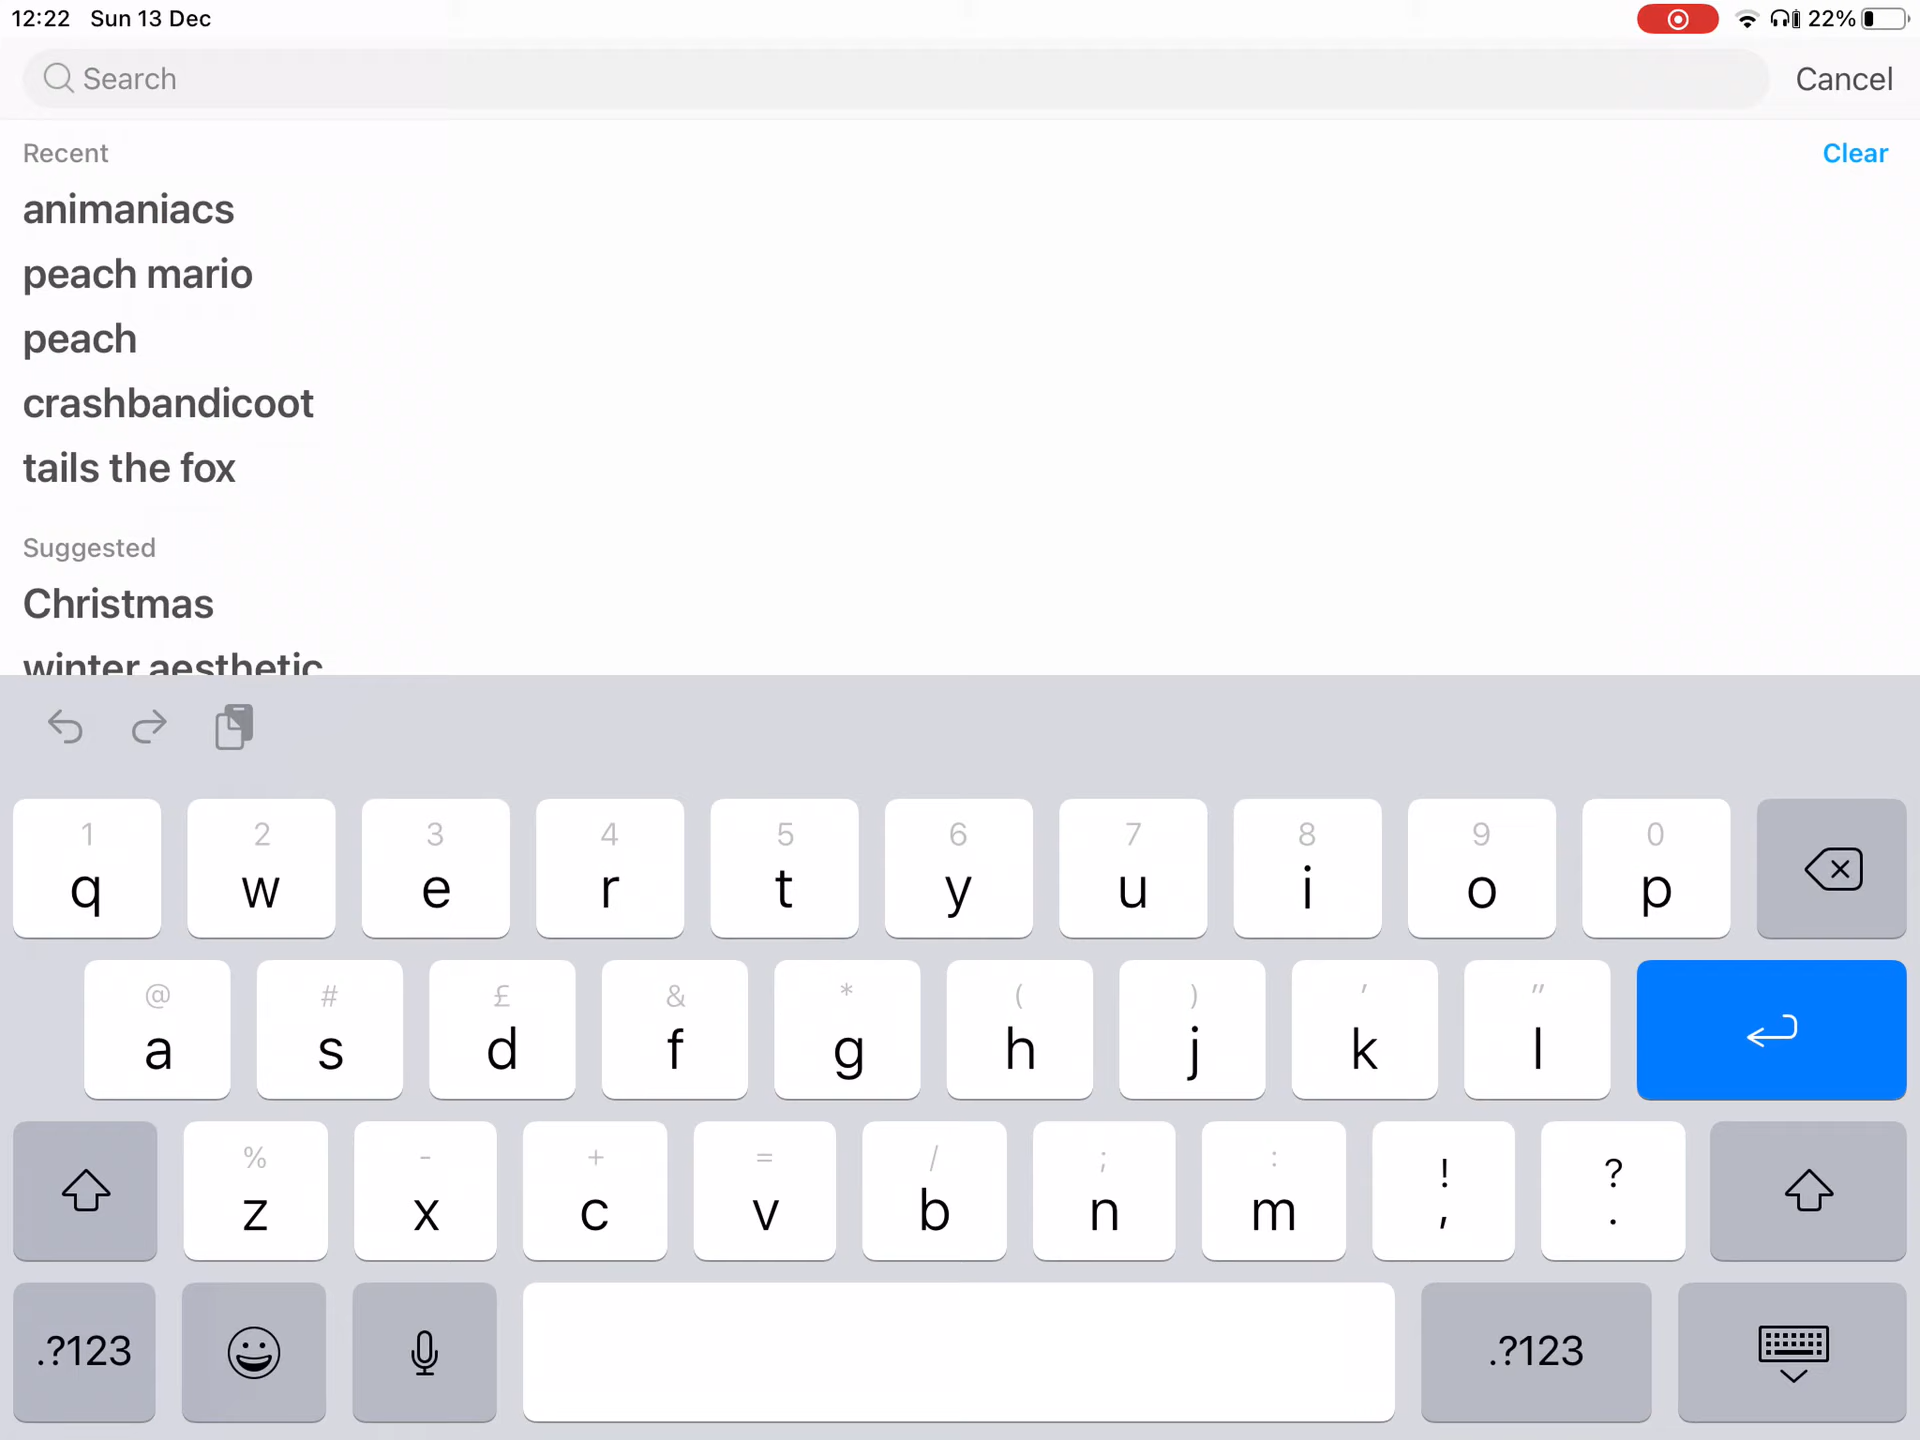 12:22 Sun 13 Dec 22%
Search Cancel
Recent Clear
animaniacs
peach mario
peach
crashbandicoot
tails the fox
Suggested
Christmas
winter aesthetic
1 2 3 4 5 6 7 8 9 0
q w e r t y u i o p
@ # £ & * ( ) ' "
a s d f g h j k l
% - + = / ; : ! ?
z x c v b n m , .
.?123 .?123